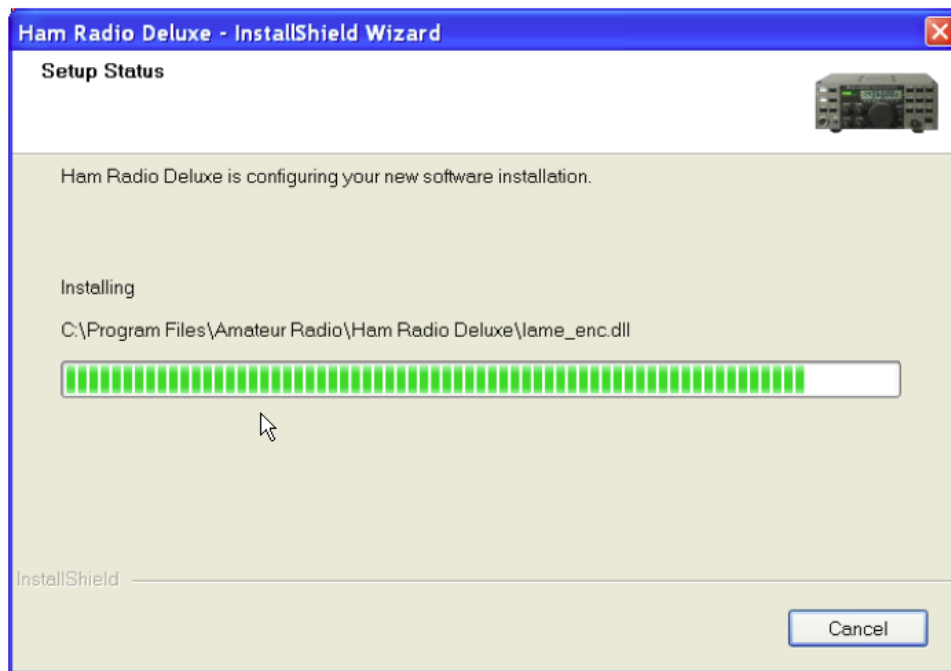 Ham Radio Deluxe - InstallShield Wizard
Setup Status
Ham Radio Deluxe is configuring your new software installation.
Installing
C:\Program Files\Amateur Radio\Ham Radio Deluxe\lame_enc.dll
InstallShield
Cancel